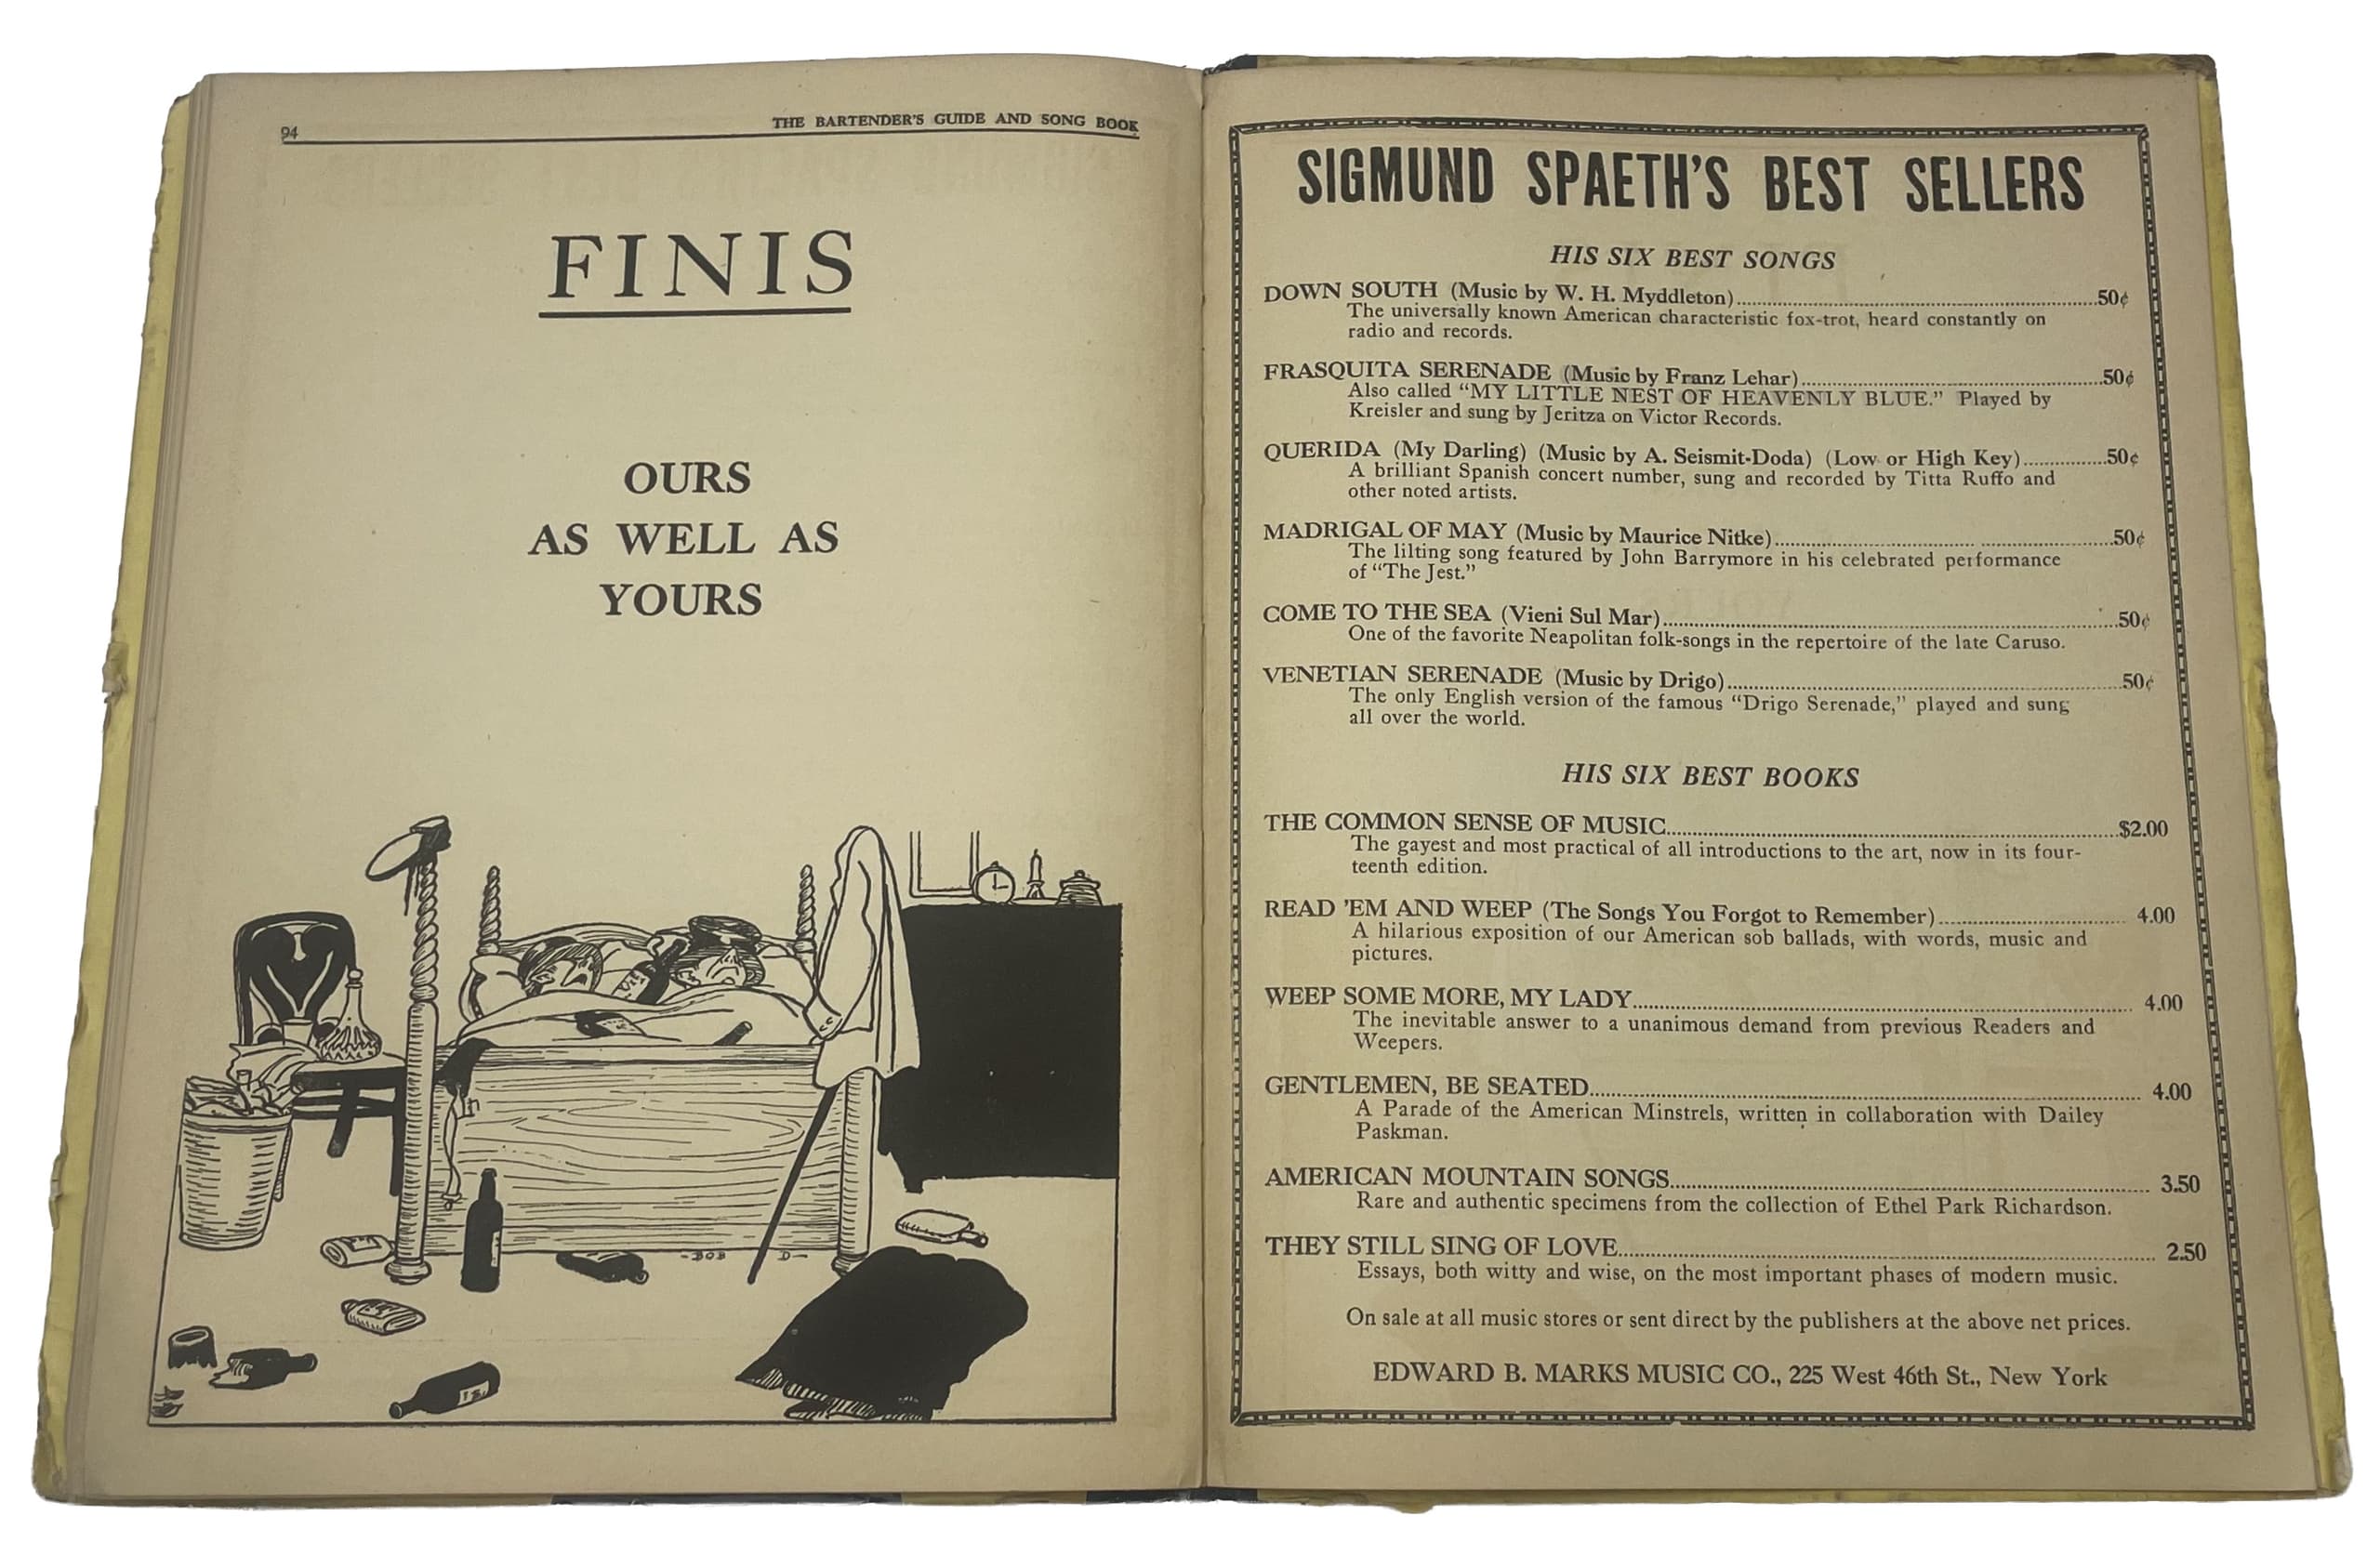 94
THE BARTENDER'S GUIDE AND SONG BOOK
FINIS
OURS
AS WELL AS
YOURS
-BOB D-
SIGMUND SPAETH'S BEST SELLERS
HIS SIX BEST SONGS
DOWN SOUTH (Music by W. H. Myddleton)..........50¢
The universally known American characteristic fox-trot, heard constantly on
radio and records.
FRASQUITA SERENADE (Music by Franz Lehar)..........50¢
Also called "MY LITTLE NEST OF HEAVENLY BLUE." Played by
Kreisler and sung by Jeritza on Victor Records.
QUERIDA (My Darling) (Music by A. Seismit-Doda) (Low or High Key)..........50¢
A brilliant Spanish concert number, sung and recorded by Titta Ruffo and
other noted artists.
MADRIGAL OF MAY (Music by Maurice Nitke)..........50¢
The lilting song featured by John Barrymore in his celebrated performance
of "The Jest."
COME TO THE SEA (Vieni Sul Mar)..........50¢
One of the favorite Neapolitan folk-songs in the repertoire of the late Caruso.
VENETIAN SERENADE (Music by Drigo)..........50¢
The only English version of the famous "Drigo Serenade," played and sung
all over the world.
HIS SIX BEST BOOKS
THE COMMON SENSE OF MUSIC..........$2.00
The gayest and most practical of all introductions to the art, now in its four-
teenth edition.
READ 'EM AND WEEP (The Songs You Forgot to Remember)..........4.00
A hilarious exposition of our American sob ballads, with words, music and
pictures.
WEEP SOME MORE, MY LADY..........4.00
The inevitable answer to a unanimous demand from previous Readers and
Weepers.
GENTLEMEN, BE SEATED..........4.00
A Parade of the American Minstrels, written in collaboration with Dailey
Paskman.
AMERICAN MOUNTAIN SONGS..........3.50
Rare and authentic specimens from the collection of Ethel Park Richardson.
THEY STILL SING OF LOVE..........2.50
Essays, both witty and wise, on the most important phases of modern music.
On sale at all music stores or sent direct by the publishers at the above net prices.
EDWARD B. MARKS MUSIC CO., 225 West 46th St., New York